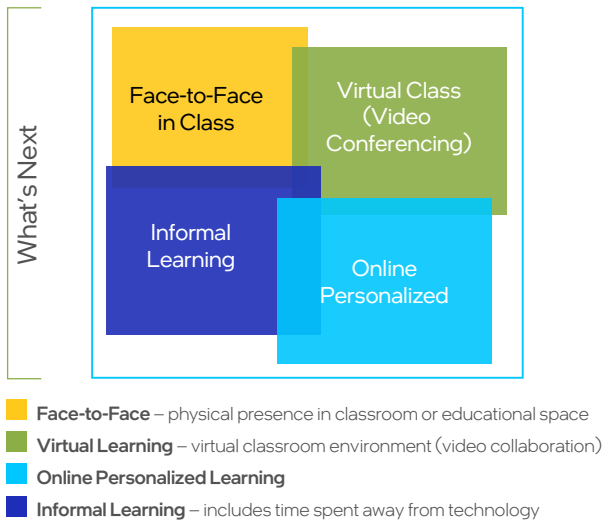 What's Next
Face-to-Face
in Class
Virtual Class
(Video
Conferencing)
Informal
Learning
Online
Personalized
Face-to-Face – physical presence in classroom or educational space
Virtual Learning – virtual classroom environment (video collaboration)
Online Personalized Learning
Informal Learning – includes time spent away from technology